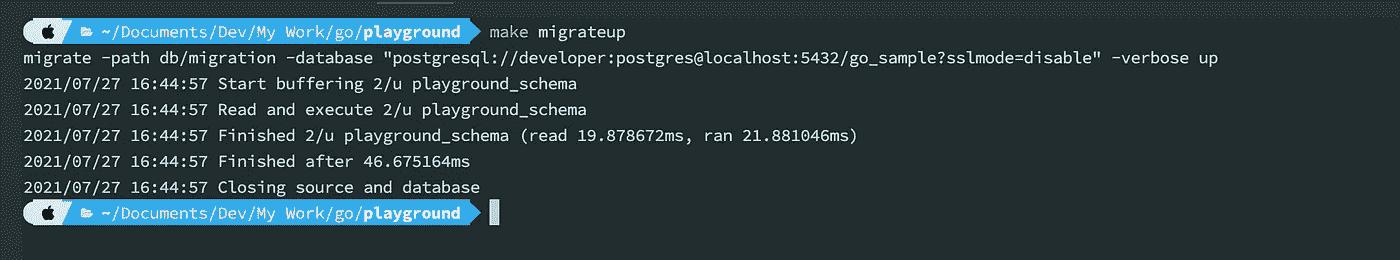 ~/Documents/Dev/My Work/go/playground make migrateup
migrate -path db/migration -database "postgresql://developer:postgres@localhost:5432/go_sample?sslmode=disable" -verbose up
2021/07/27 16:44:57 Start buffering 2/u playground_schema
2021/07/27 16:44:57 Read and execute 2/u playground_schema
2021/07/27 16:44:57 Finished 2/u playground_schema (read 19.878672ms, ran 21.881046ms)
2021/07/27 16:44:57 Finished after 46.675164ms
2021/07/27 16:44:57 Closing source and database
~/Documents/Dev/My Work/go/playground